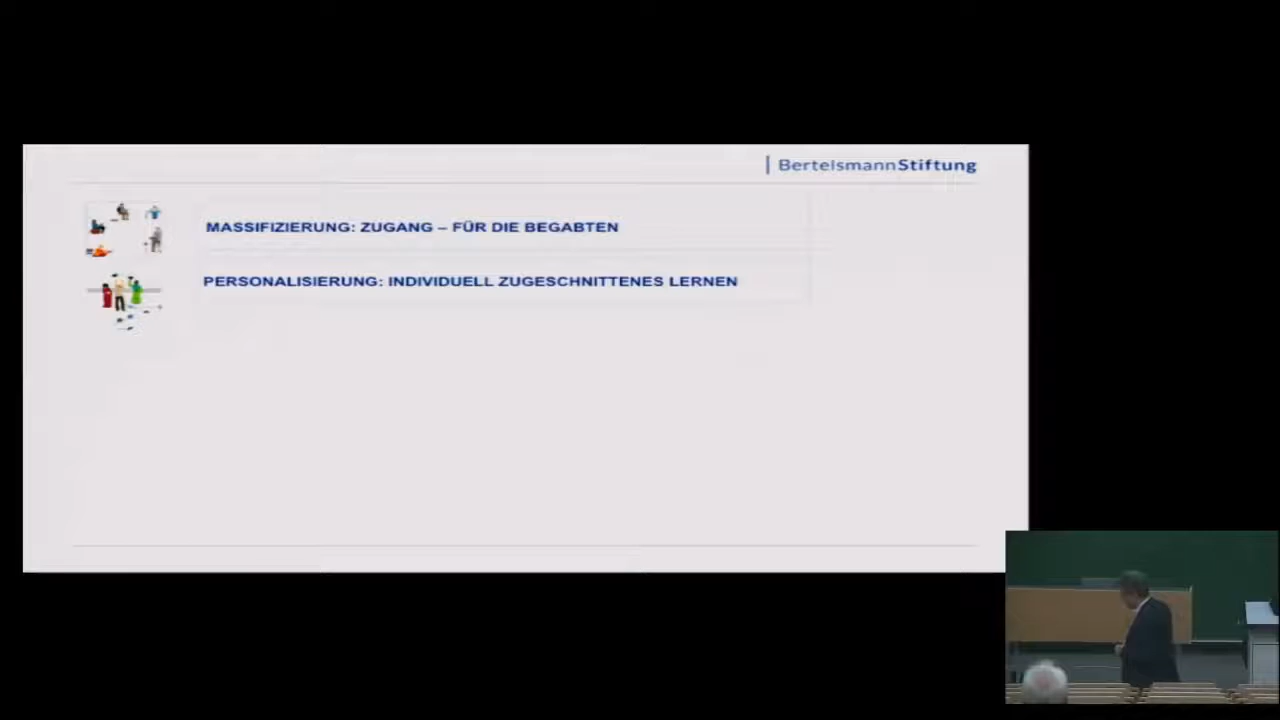 BertelsmannStiftung
MASSIFIZIERUNG: ZUGANG – FÜR DIE BEGABTEN
PERSONALISIERUNG: INDIVIDUELL ZUGESCHNITTENES LERNEN